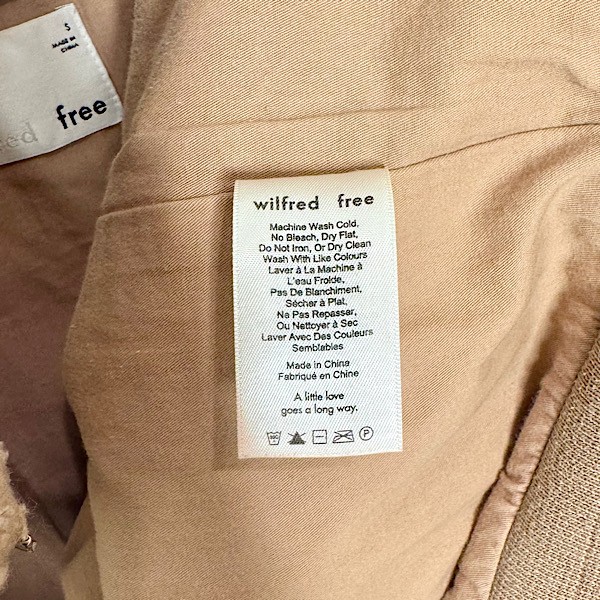 S
MADE IN
CHINA
free
wilfred free
Machine Wash Cold,
No Bleach, Dry Flat,
Do Not Iron, Or Dry Clean
Wash With Like Colours
Laver à La Machine à
L'eau Froide,
Pas De Blanchiment,
Sécher à Plat,
Ne Pas Repasser,
Ou Nettoyer à Sec
Laver Avec Des Couleurs
Semblables
Made in China
Fabriqué en Chine
A little love
goes a long way.
P